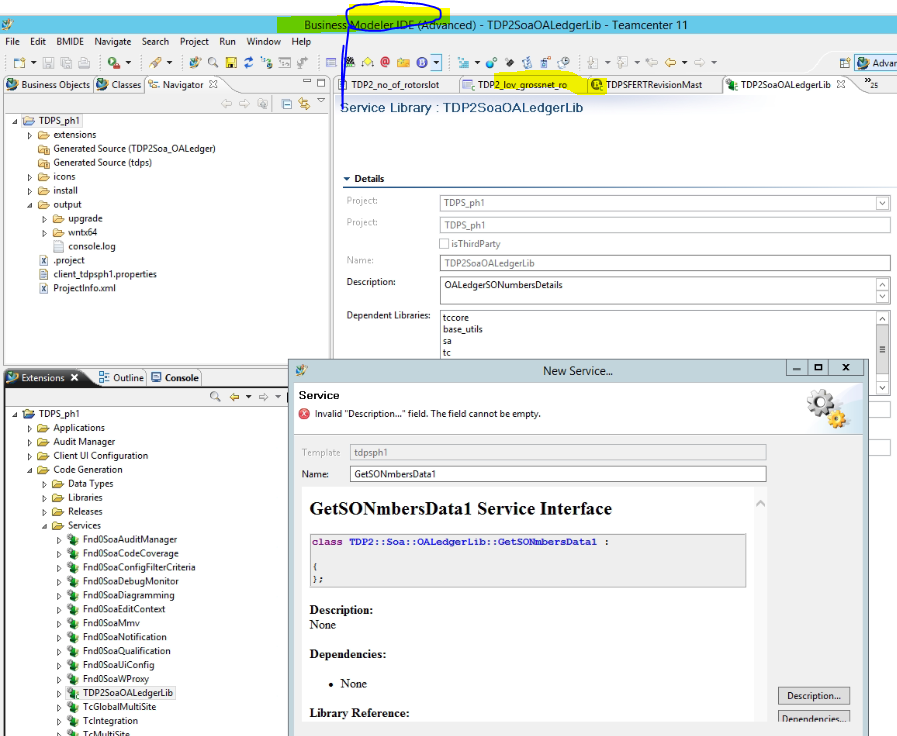 Business Modeler IDE (Advanced) - TDP2SoaOALedgerLib - Teamcenter 11
File Edit BMIDE Navigate Search Project Run Window Help
Advan
Business Objects Classes Navigator
TDP2_no_of_rotorslot TDP2_lov_grossnet_ro TDPSFERTRevisionMast TDP2SoaOALedgerLib 25
TDPS_ph1
extensions
Generated Source (TDP2Soa_OALedger)
Generated Source (tdps)
icons
install
output
upgrade
wntx64
console.log
.project
client_tdpsph1.properties
ProjectInfo.xml
Service Library : TDP2SoaOALedgerLib
Details
Project: TDPS_ph1
Project: TDPS_ph1
isThirdParty
Name: TDP2SoaOALedgerLib
Description: OALedgerSONumbersDetails
Dependent Libraries: tccore
base_utils
sa
tc
Extensions Outline Console
TDPS_ph1
Applications
Audit Manager
Client UI Configuration
Code Generation
Data Types
Libraries
Releases
Services
Fnd0SoaAuditManager
Fnd0SoaCodeCoverage
Fnd0SoaConfigFilterCriteria
Fnd0SoaDebugMonitor
Fnd0SoaDiagramming
Fnd0SoaEditContext
Fnd0SoaMmv
Fnd0SoaNotification
Fnd0SoaQualification
Fnd0SoaUiConfig
Fnd0SoaWProxy
TDP2SoaOALedgerLib
TcGlobalMultiSite
TcIntegration
TcMultiSite
New Service...
Service
Invalid "Description..." field. The field cannot be empty.
Template tdpsph1
Name: GetSONmbersData1
GetSONmbersData1 Service Interface
class TDP2::Soa::OALedgerLib::GetSONmbersData1 :
{
};
Description:
None
Dependencies:
• None
Library Reference:
Description...
Dependencies...